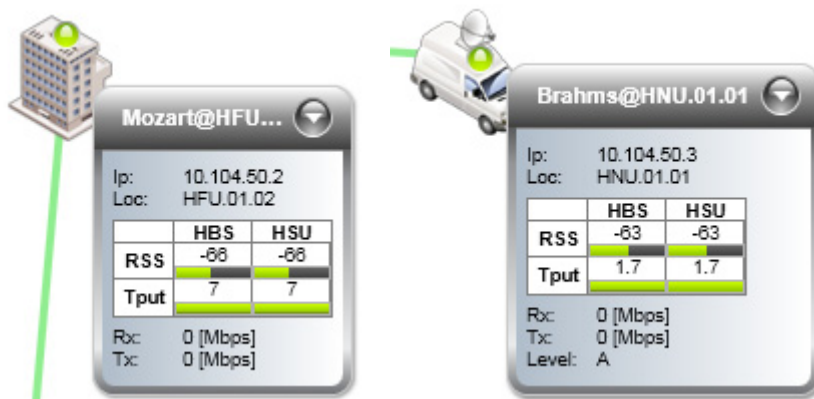 Mozart@HFU...
Ip: 10.104.50.2
Loc: HFU.01.02
HBS HSU
RSS -66 -66
Tput 7 7
Rx: 0 [Mbps]
Tx: 0 [Mbps]
Brahms@HNU.01.01
Ip: 10.104.50.3
Loc: HNU.01.01
HBS HSU
RSS -63 -63
Tput 1.7 1.7
Rx: 0 [Mbps]
Tx: 0 [Mbps]
Level: A